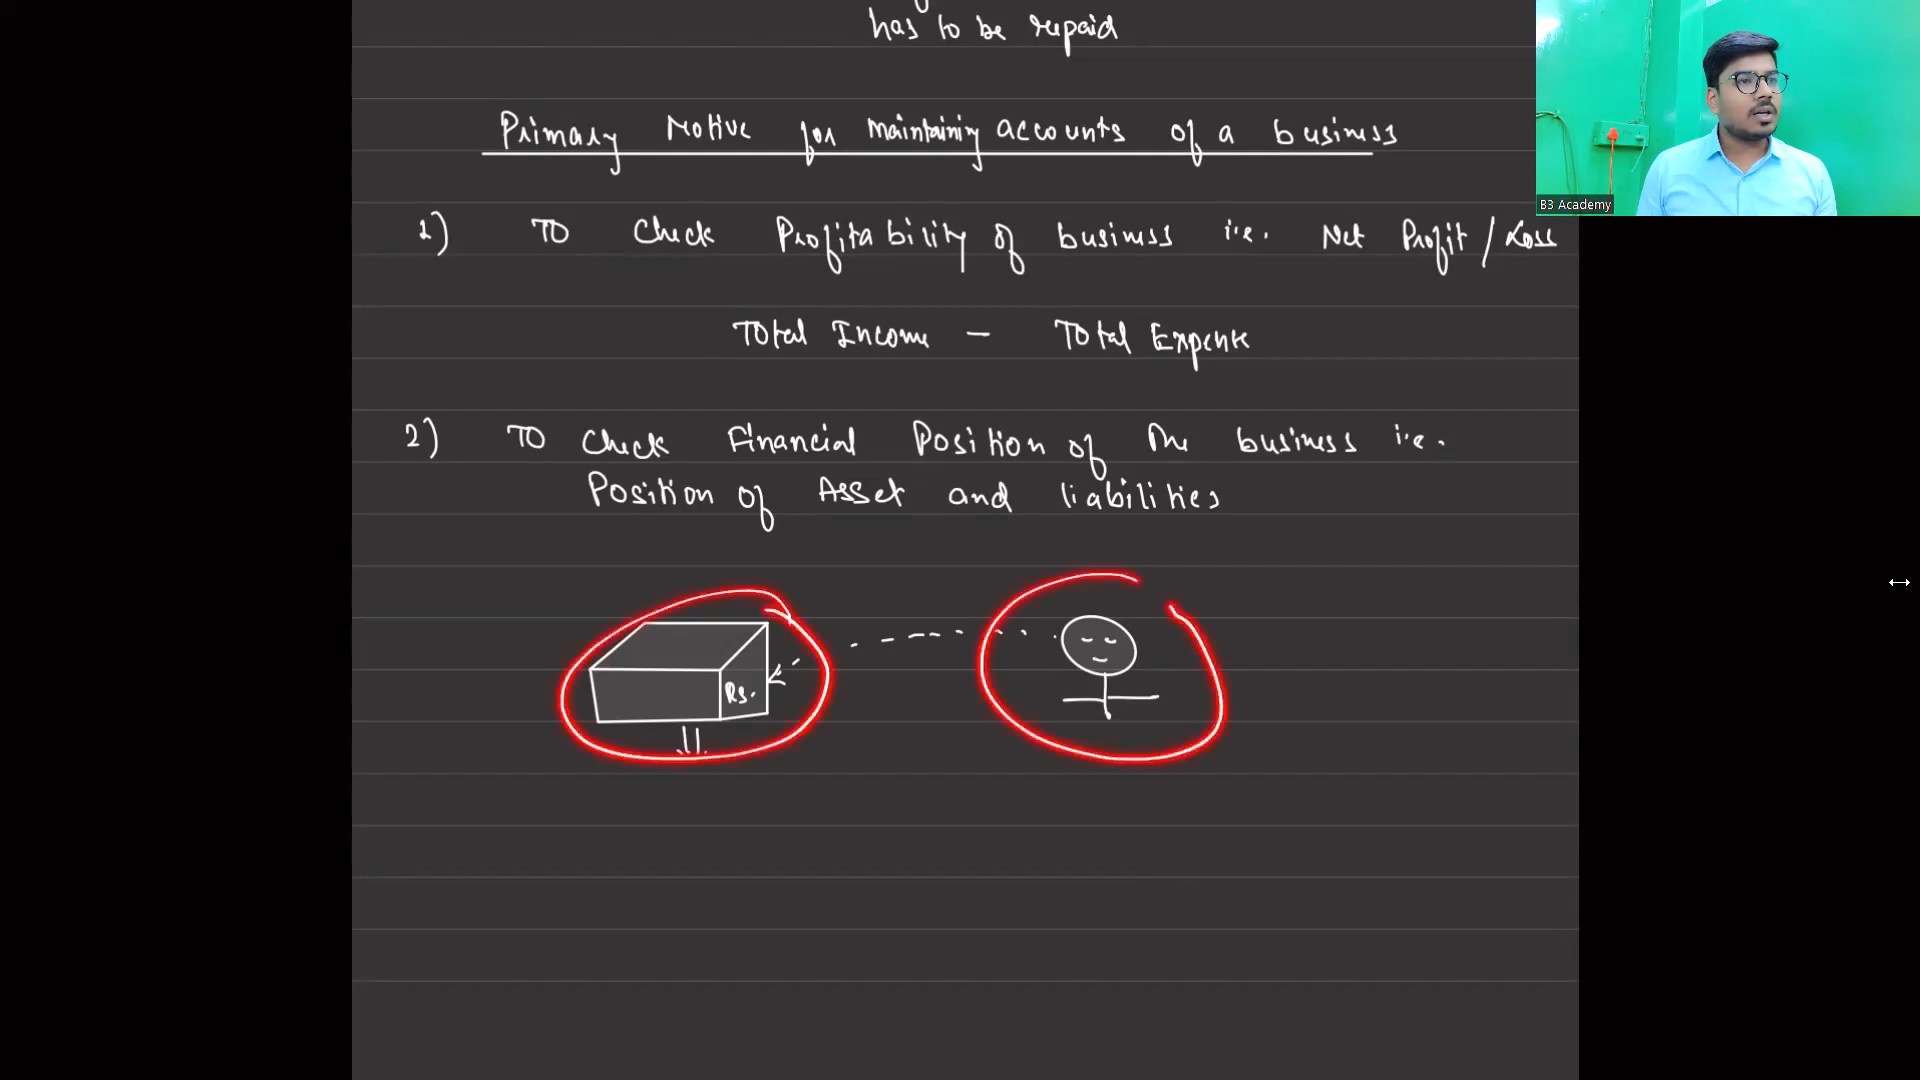 has to be repaid
Primary Motive for maintaining accounts of a business
B3 Academy
1) To Check Profitability of business i.e. Net Profit / Loss
Total Income - Total Expense
2) To Check Financial Position of the business i.e.
Position of Asset and liabilities
Rs.